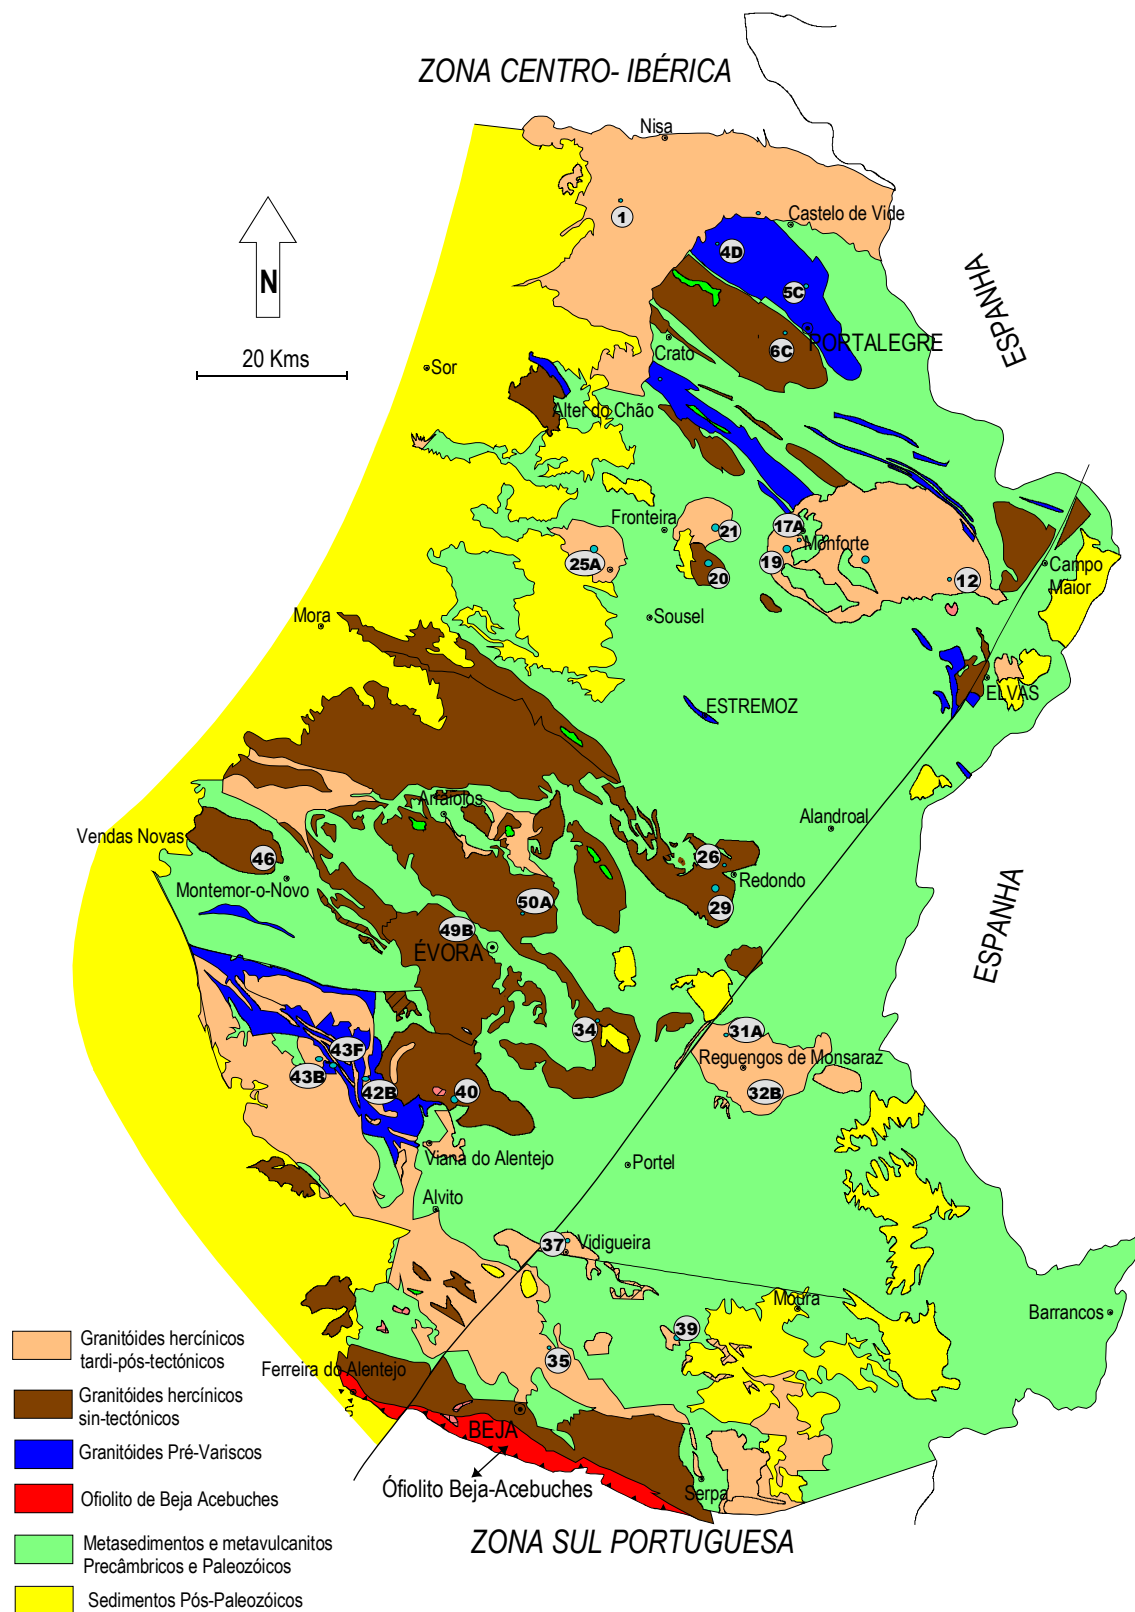 ZONA CENTRO- IBÉRICA
Nisa
1
Castelo de Vide
4D
N
ESPANHA
5C
20 Kms
PORTALEGRE
6C
Crato
Sor
Alter do Chão
Fronteira
21
17A
Monforte
25A
19
20
12
Campo
Maior
Mora
Sousel
ELVAS
ESTREMOZ
Arraiolos
Alandroal
Vendas Novas
46
26
Redondo
Montemor-o-Novo
50A
29
49B
ÉVORA
ESPANHA
34
31A
43F
Reguengos de Monsaraz
43B
42B
40
32B
Viana do Alentejo
Portel
Alvito
37
Vidigueira
Moura
Barrancos
39
Granitóides hercínicos
tardi-pós-tectónicos
35
Ferreira do Alentejo
Granitóides hercínicos
sin-tectónicos
BEJA
Granitóides Pré-Variscos
Ófiolito Beja-Acebuches
Serpa
Ofiolito de Beja Acebuches
ZONA SUL PORTUGUESA
Metasedimentos e metavulcanitos
Precâmbricos e Paleozóicos
Sedimentos Pós-Paleozóicos